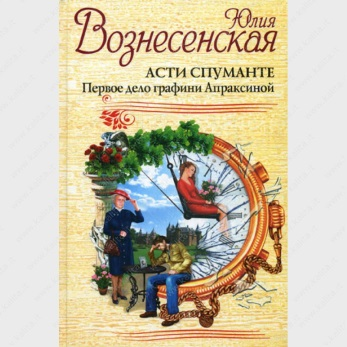 Юлия
Вознесенская
АСТИ СПУМАНТЕ
Первое дело графини Апраксиной